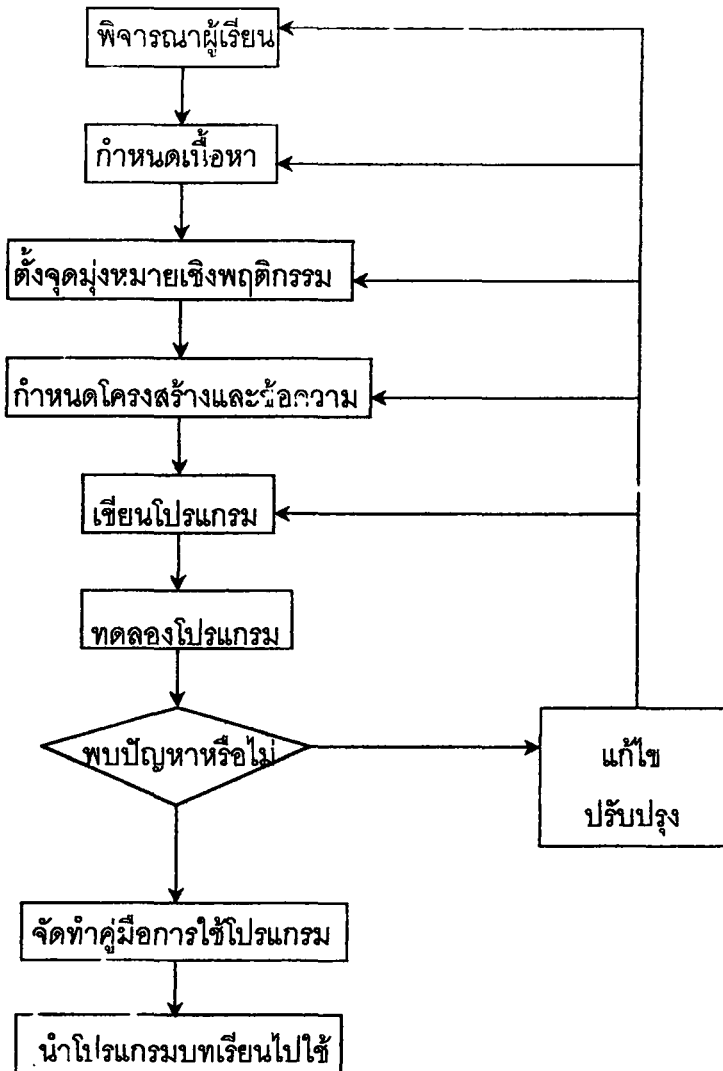 พิจารณาผู้เรียน
กำหนดเนื้อหา
ตั้งจุดมุ่งหมายเชิงพฤติกรรม
กำหนดโครงสร้างและข้อความ
เขียนโปรแกรม
ทดลองโปรแกรม
พบปัญหาหรือไม่
แก้ไข
ปรับปรุง
จัดทำคู่มือการใช้โปรแกรม
นำโปรแกรมบทเรียนไปใช้